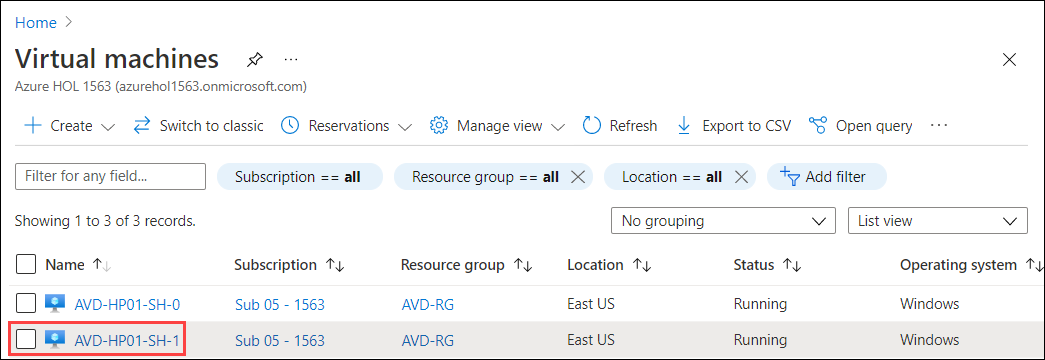 Home
Virtual machines
Azure HOL 1563 (azurehol1563.onmicrosoft.com)
Create Switch to classic Reservations Manage view Refresh Export to CSV Open query
Filter for any field... Subscription == all Resource group == all Location == all Add filter
Showing 1 to 3 of 3 records. No grouping List view
Name Subscription Resource group Location Status Operating system
AVD-HP01-SH-0 Sub 05 - 1563 AVD-RG East US Running Windows
AVD-HP01-SH-1 Sub 05 - 1563 AVD-RG East US Running Windows